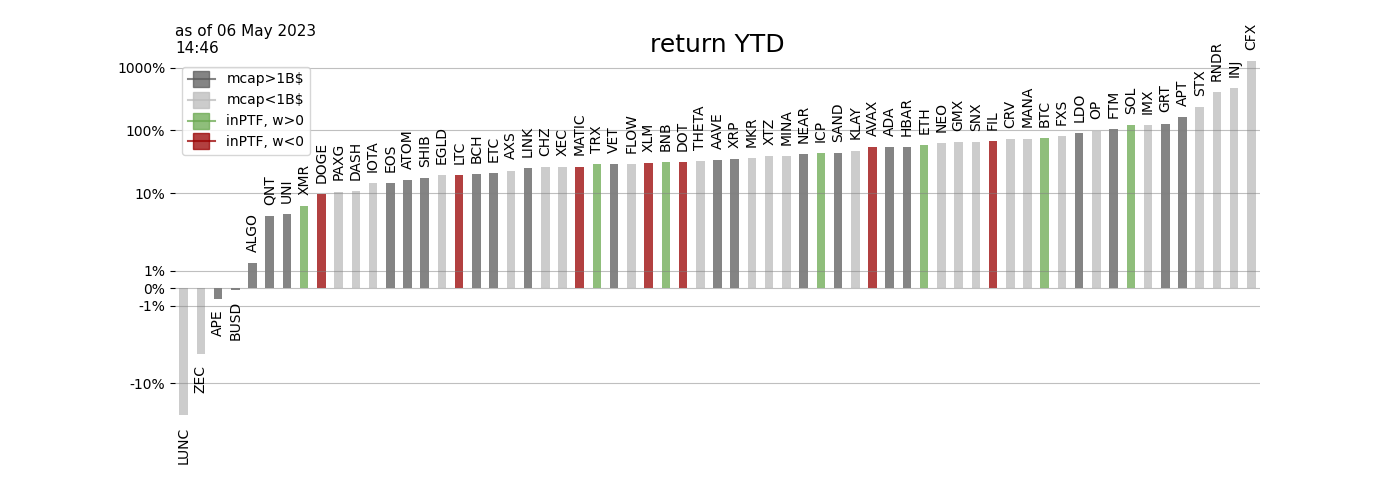 as of 06 May 2023
14:46
return YTD
mcap>1B$
mcap<1B$
inPTF, w>0
inPTF, w<0
1000%
100%
10%
1%
0%
-1%
-10%
LUNC
ZEC
APE
BUSD
ALGO
QNT
UNI
XMR
DOGE
PAXG
DASH
IOTA
EOS
ATOM
SHIB
EGLD
LTC
BCH
ETC
AXS
LINK
CHZ
XEC
MATIC
TRX
VET
FLOW
XLM
BNB
DOT
THETA
AAVE
XRP
MKR
XTZ
MINA
NEAR
ICP
SAND
KLAY
AVAX
ADA
HBAR
ETH
NEO
GMX
SNX
FIL
CRV
MANA
BTC
FXS
LDO
OP
FTM
SOL
IMX
GRT
APT
STX
RNDR
INJ
CFX